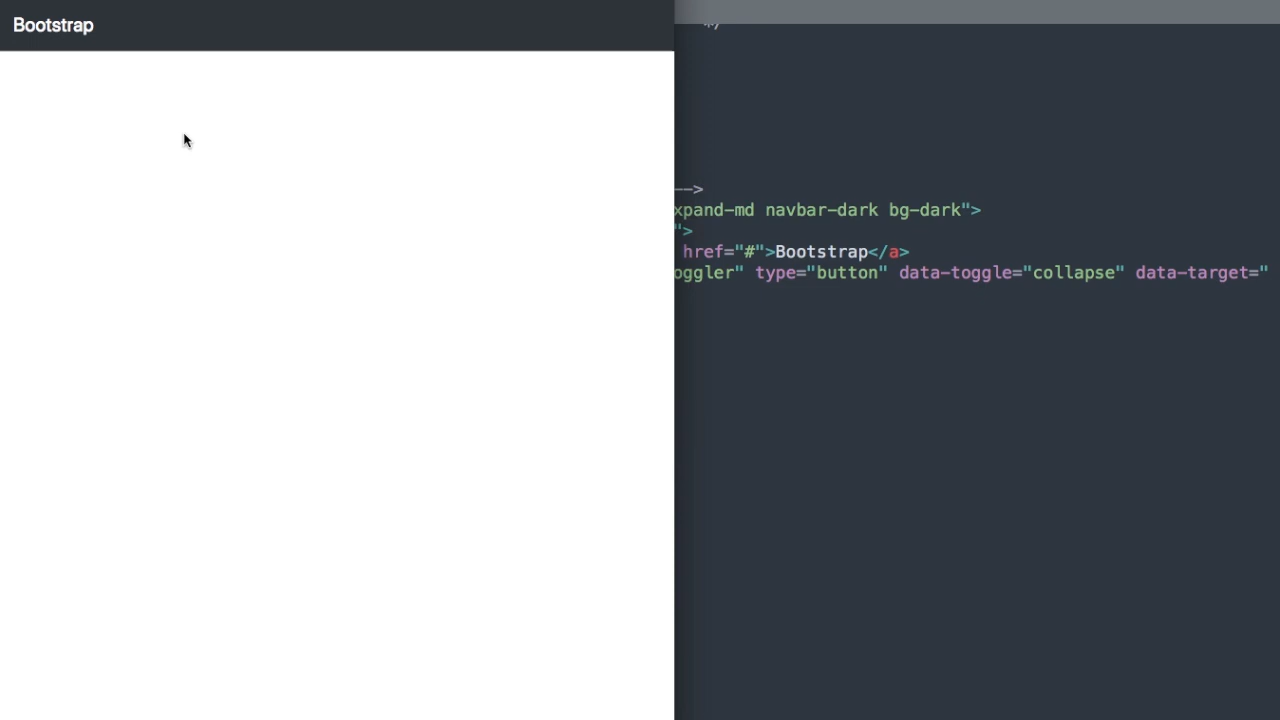 Bootstrap
-->
xpand-md navbar-dark bg-dark">
">
href="#">Bootstrap</a>
oggler" type="button" data-toggle="collapse" data-target="